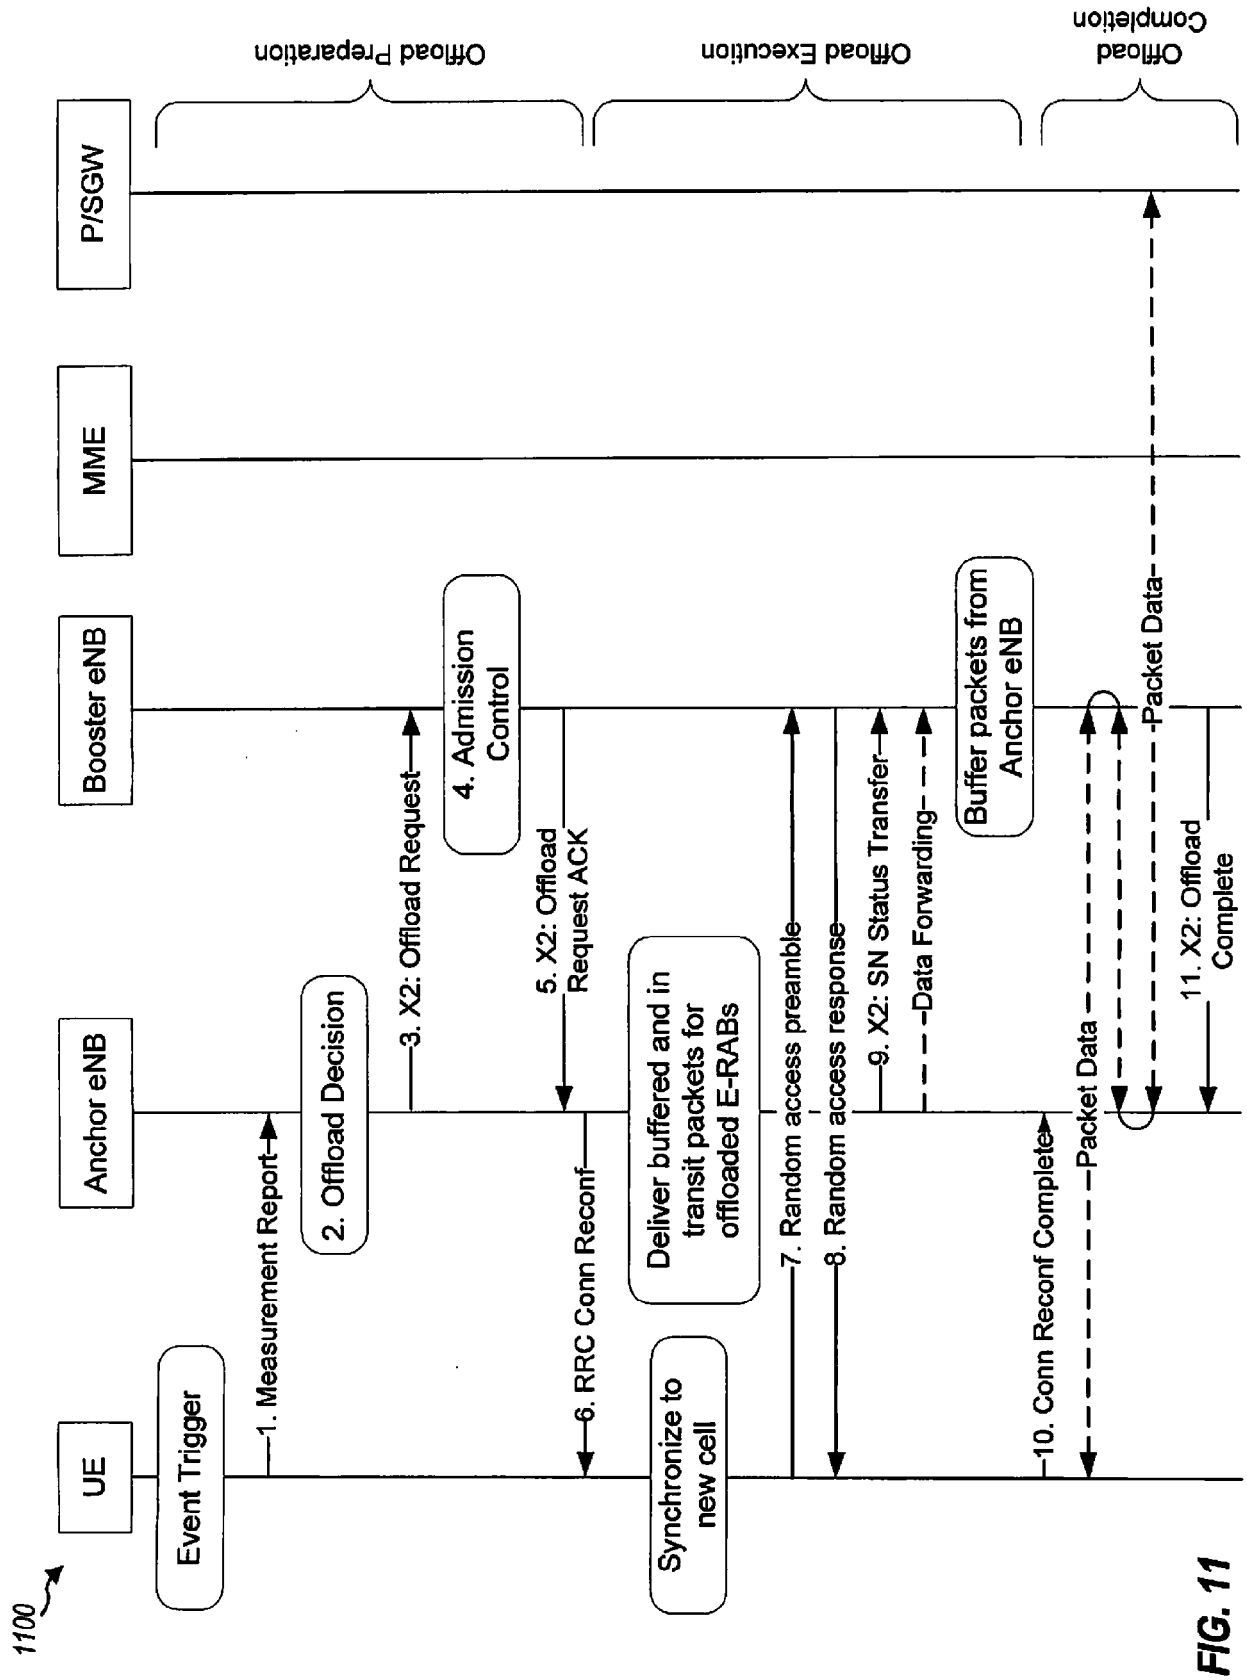 1100
UE
Anchor eNB
Booster eNB
MME
P/SGW
Event Trigger
1. Measurement Report
2. Offload Decision
3. X2: Offload Request
4. Admission
Control
5. X2: Offload
Request ACK
6. RRC Conn Reconf
Offload Preparation
Synchronize to
new cell
Deliver buffered and in
transit packets for
offloaded E-RABs
7. Random access preamble
8. Random access response
9. X2: SN Status Transfer
Data Forwarding
Buffer packets from
Anchor eNB
Offload Execution
10. Conn Reconf Complete
Packet Data
Packet Data
11. X2: Offload
Complete
Offload
Completion
FIG. 11